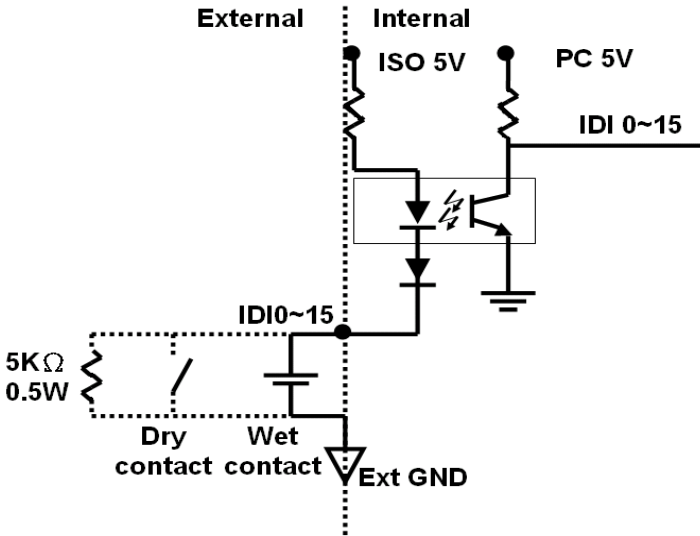 External Internal
ISO 5V PC 5V
IDI 0~15
IDI0~15
5KΩ
0.5W
Dry Wet
contact contact
Ext GND